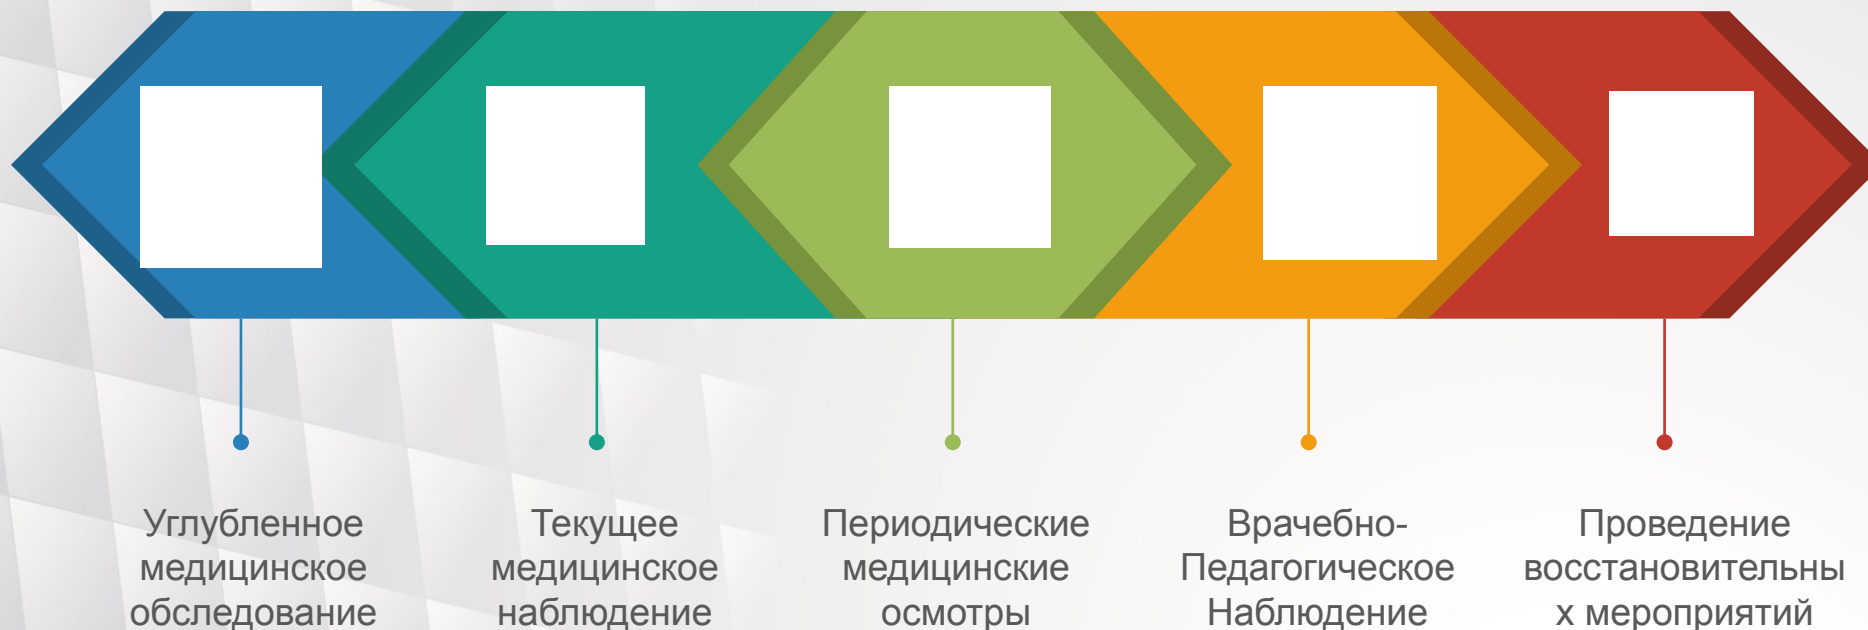 Углубленное
медицинское
обследование
Текущее
медицинское
наблюдение
Периодические
медицинские
осмотры
Врачебно-
Педагогическое
Наблюдение
Проведение
восстановительны
х мероприятий